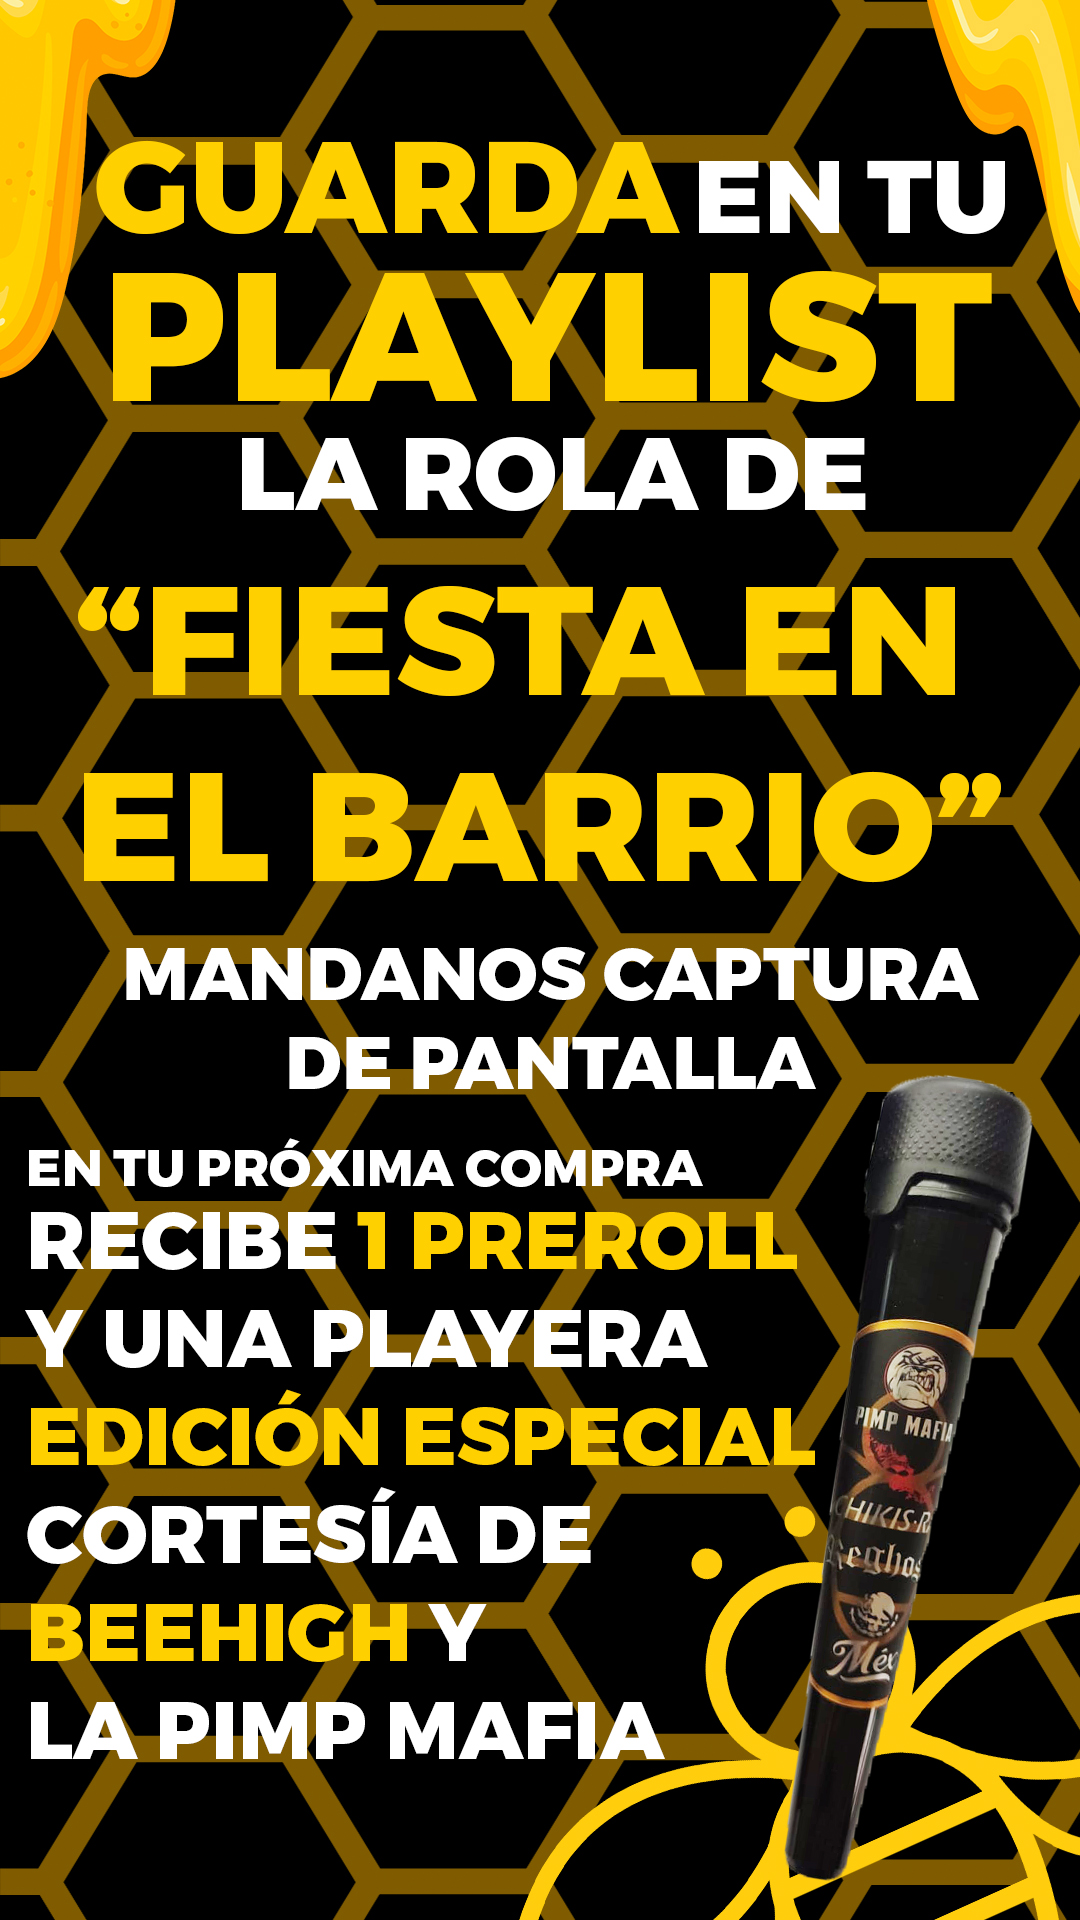 GUARDA EN TU
PLAYLIST
LA ROLA DE
“FIESTA EN
EL BARRIO”
MANDANOS CAPTURA
DE PANTALLA
EN TU PRÓXIMA COMPRA
RECIBE 1 PREROLL
Y UNA PLAYERA
EDICIÓN ESPECIAL
CORTESÍA DE
BEEHIGH Y
LA PIMP MAFIA
PIMP MAFIA